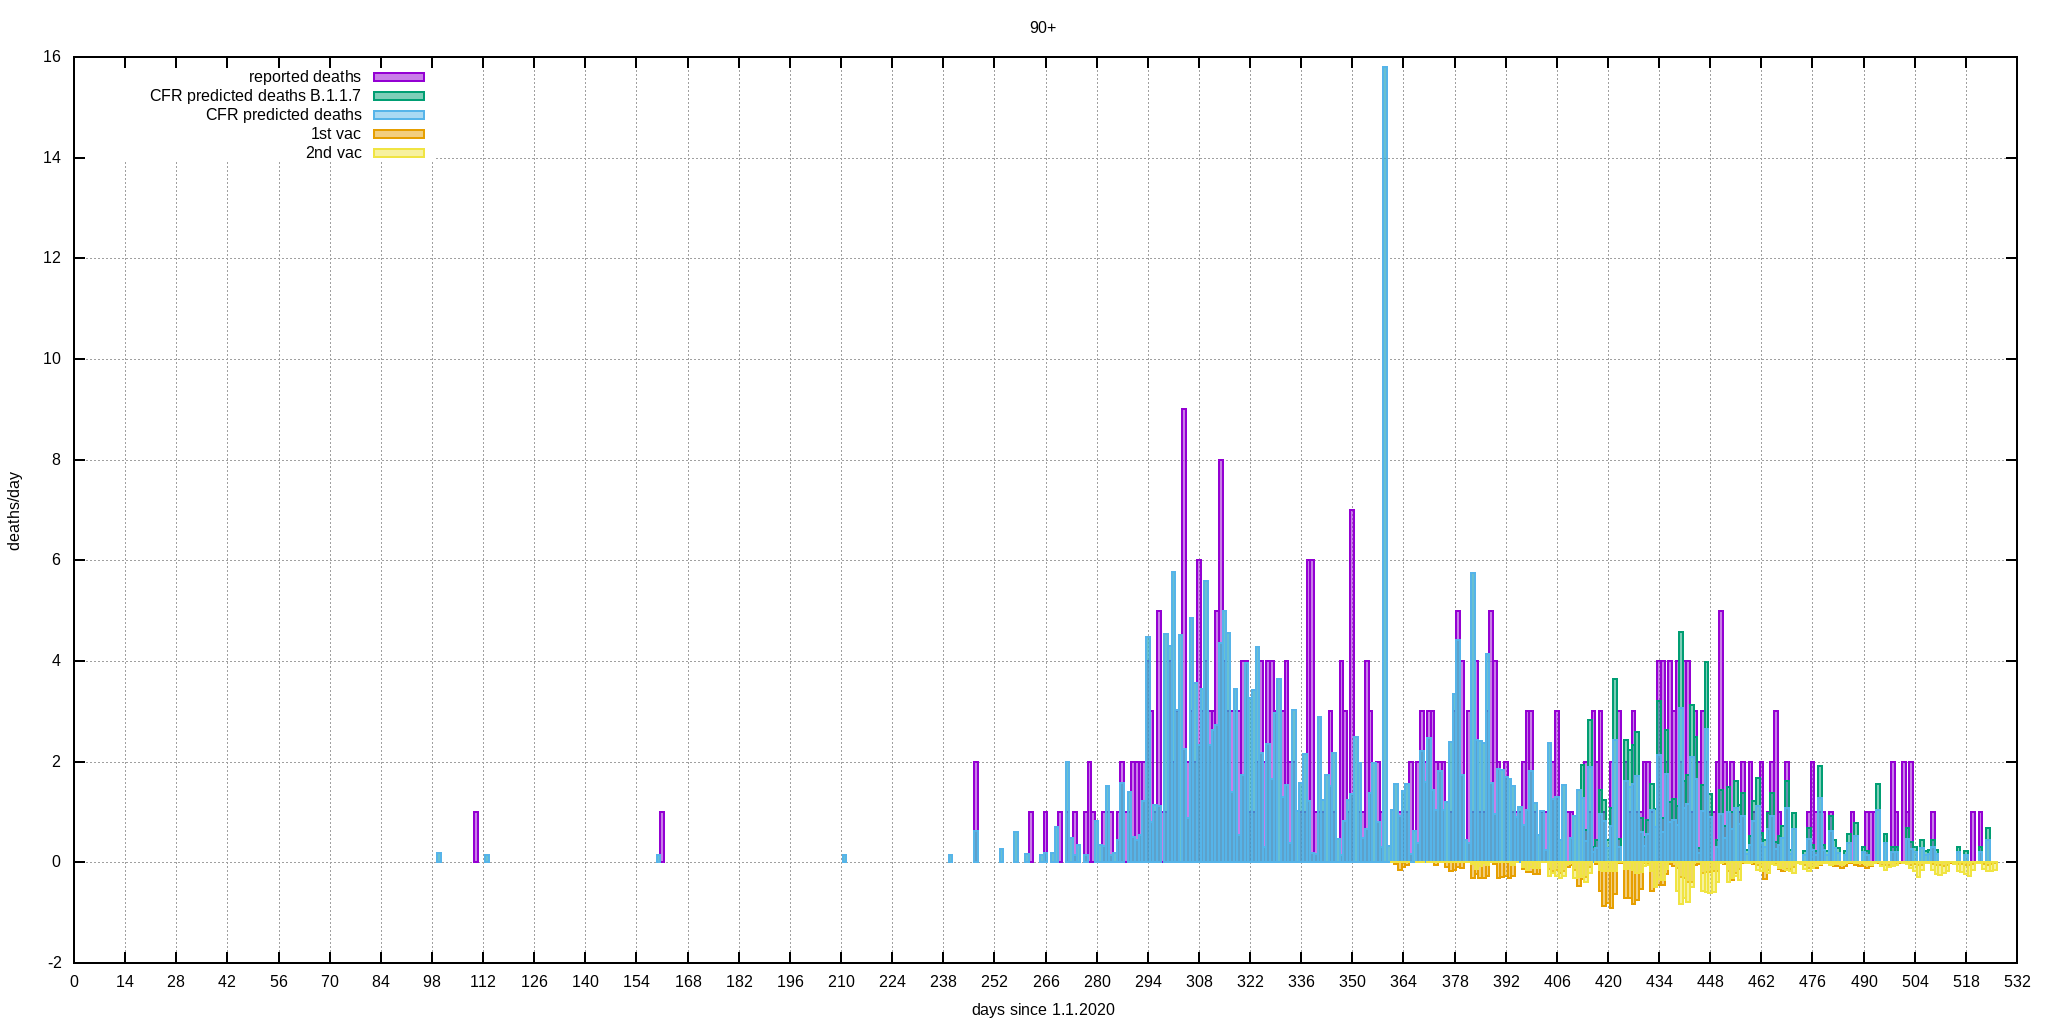 90+
16
14
12
10
8
6
4
2
0
-2
deaths/day
reported deaths
CFR predicted deaths B.1.1.7
CFR predicted deaths
1st vac
2nd vac
0 14 28 42 56 70 84 98 112 126 140 154 168 182 196 210 224 238 252 266 280 294 308 322 336 350 364 378 392 406 420 434 448 462 476 490 504 518 532
days since 1.1.2020